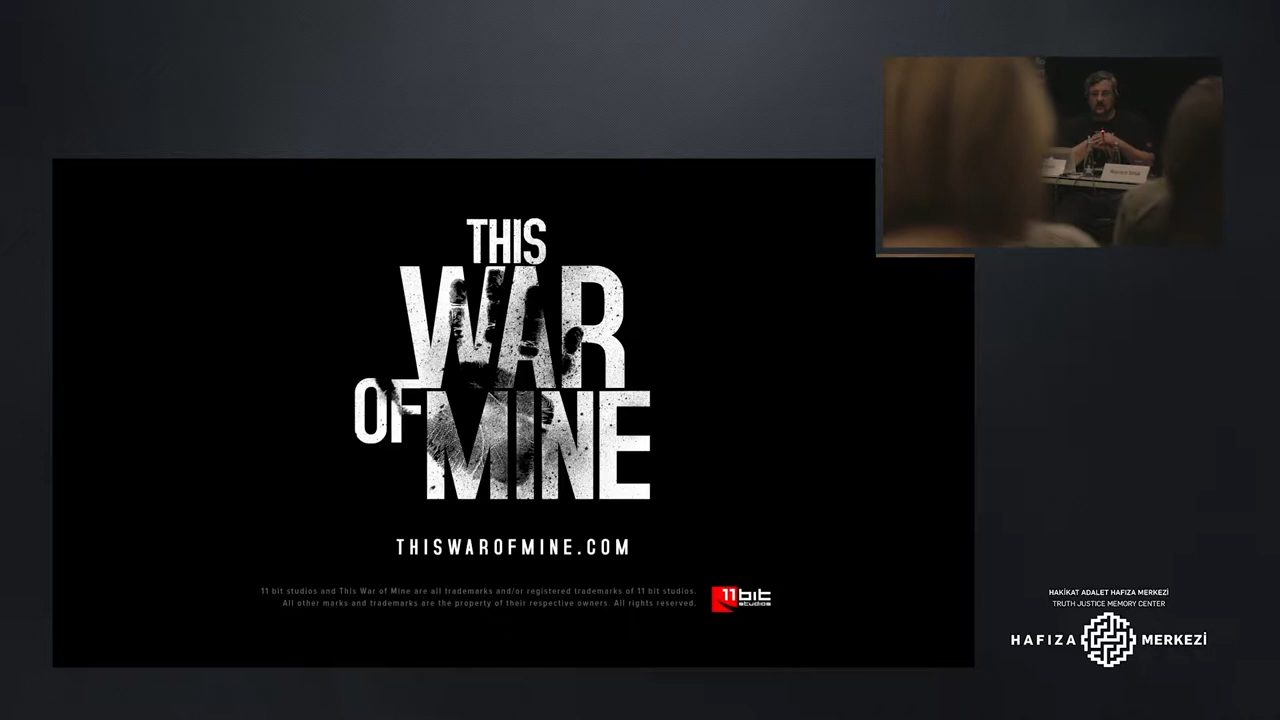 THIS
WAR
OF MINE
THISWAROFMINE.COM
11 bit studios and This War of Mine are all trademarks and/or registered trademarks of 11 bit studios.
All other marks and trademarks are the property of their respective owners. All rights reserved.
11 bit
studios
HAKİKAT ADALET HAFIZA MERKEZİ
TRUTH JUSTICE MEMORY CENTER
HAFIZA MERKEZİ